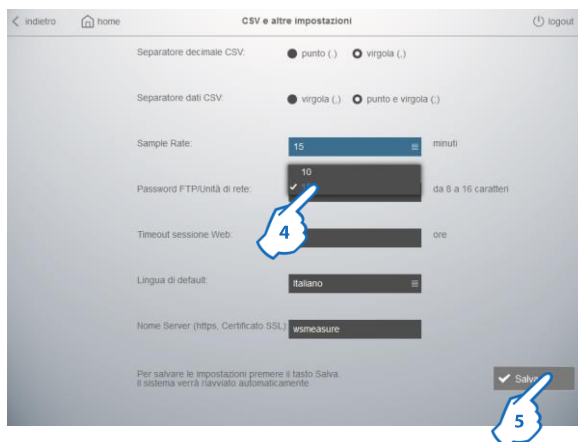 indietro home CSV e altre impostazioni logout
Separatore decimale CSV: punto (.) virgola (,)
Separatore dati CSV: virgola (,) punto e virgola (;)
Sample Rate: 15 minuti
10
Password FTP/Unità di rete: da 8 a 16 caratteri
4
Timeout sessione Web: ore
Lingua di default: Italiano
Nome Server (https, Certificato SSL): wsmeasure
Per salvare le impostazioni premere il tasto Salva.
Il sistema verrà riavviato automaticamente
Salva
5